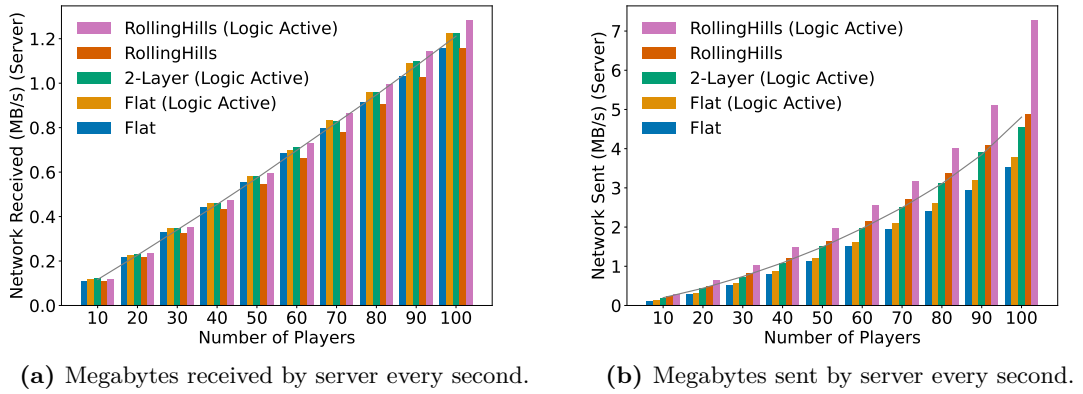 Network Received (MB/s) (Server)
1.2
1.0
0.8
0.6
0.4
0.2
0.0
RollingHills (Logic Active)
RollingHills
2-Layer (Logic Active)
Flat (Logic Active)
Flat
10 20 30 40 50 60 70 80 90 100
Number of Players
(a) Megabytes received by server every second.
Network Sent (MB/s) (Server)
7
6
5
4
3
2
1
0
RollingHills (Logic Active)
RollingHills
2-Layer (Logic Active)
Flat (Logic Active)
Flat
10 20 30 40 50 60 70 80 90 100
Number of Players
(b) Megabytes sent by server every second.